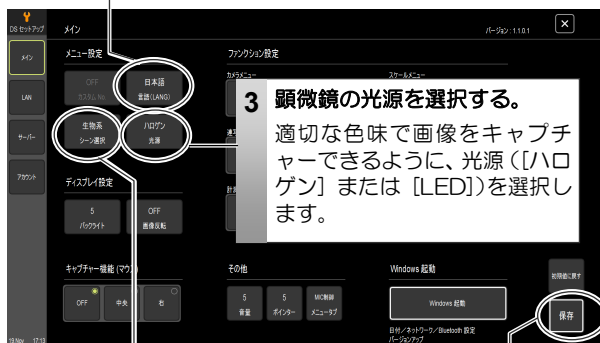 DS セットアップ
メイン
バージョン : 1.1.0.1
メイン
LAN
サーバー
アカウント
メニュー設定
OFF
カスタム No
日本語
言語(LANG)
生物系
シーン選択
ハロゲン
光源
ファンクション設定
カメラメニュー
スケールメニュー
3 顕微鏡の光源を選択する。
適切な色味で画像をキャプチ
ャーできるように、光源([ハロ
ゲン] または [LED])を選択し
ます。
ディスプレイ設定
5
バックライト
OFF
画像反転
キャプチャー機能 (マウ
OFF
中央
右
その他
5
音量
5
ポインター
MIC制御
メニュータブ
Windows 起動
Windows 起動
日付/ネットワーク/Bluetooth 設定
バージョンアップ
初期値に戻す
保存
19 Nov 17:13